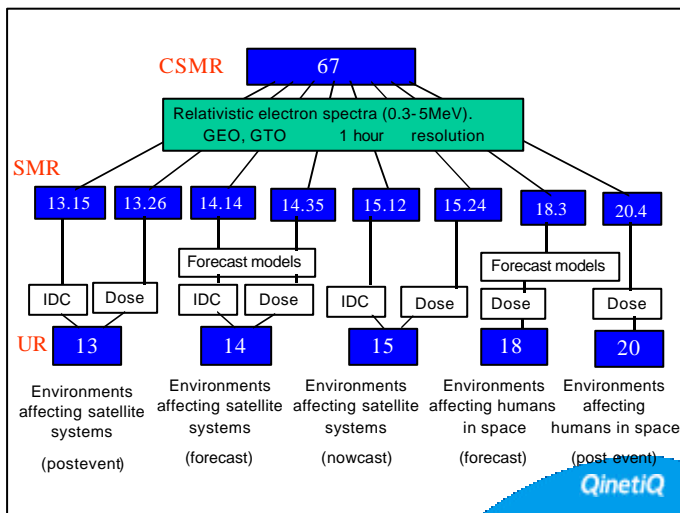 CSMR
67
Relativistic electron spectra (0.3-5MeV).
GEO, GTO 1 hour resolution
SMR
13.15 13.26 14.14 14.35 15.12 15.24 18.3 20.4
Forecast models Forecast models
IDC Dose IDC Dose IDC Dose Dose Dose
UR
13 14 15 18 20
Environments Environments Environments Environments Environments
affecting satellite affecting satellite affecting satellite affecting humans affecting
systems systems systems in space humans in space
(postevent) (forecast) (nowcast) (forecast) (post event)
QinetiQ